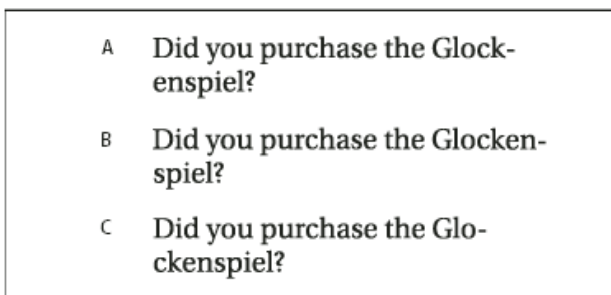 A Did you purchase the Glock-
enspiel?
B Did you purchase the Glocken-
spiel?
C Did you purchase the Glo-
ckenspiel?